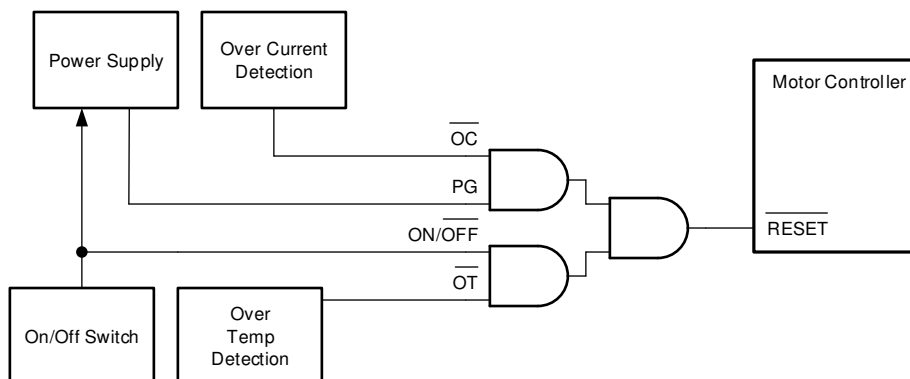 Power Supply
Over Current
Detection
Motor Controller
OC
PG
ON/OFF
RESET
OT
On/Off Switch
Over
Temp
Detection